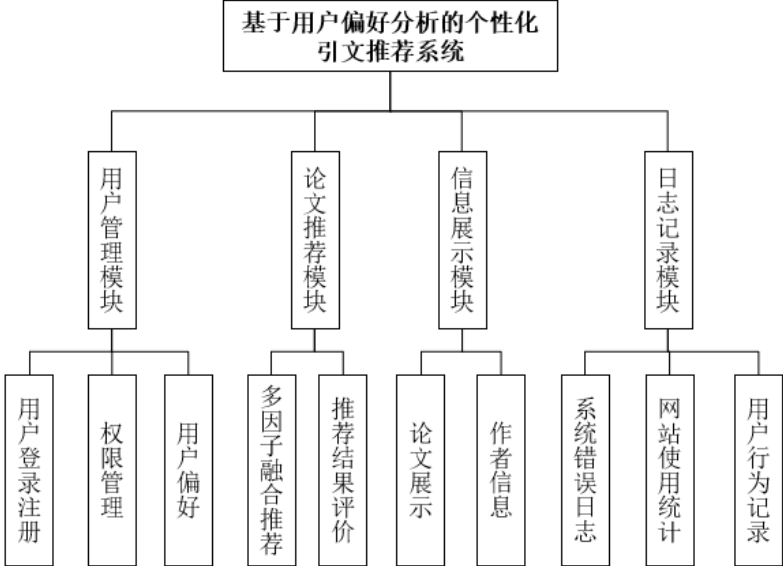 基于用户偏好分析的个性化
引文推荐系统
用户管理模块
论文推荐模块
信息展示模块
日志记录模块
用户登录注册
权限管理
用户偏好
多因子融合推荐
推荐结果评价
论文展示
作者信息
系统错误日志
网站使用统计
用户行为记录